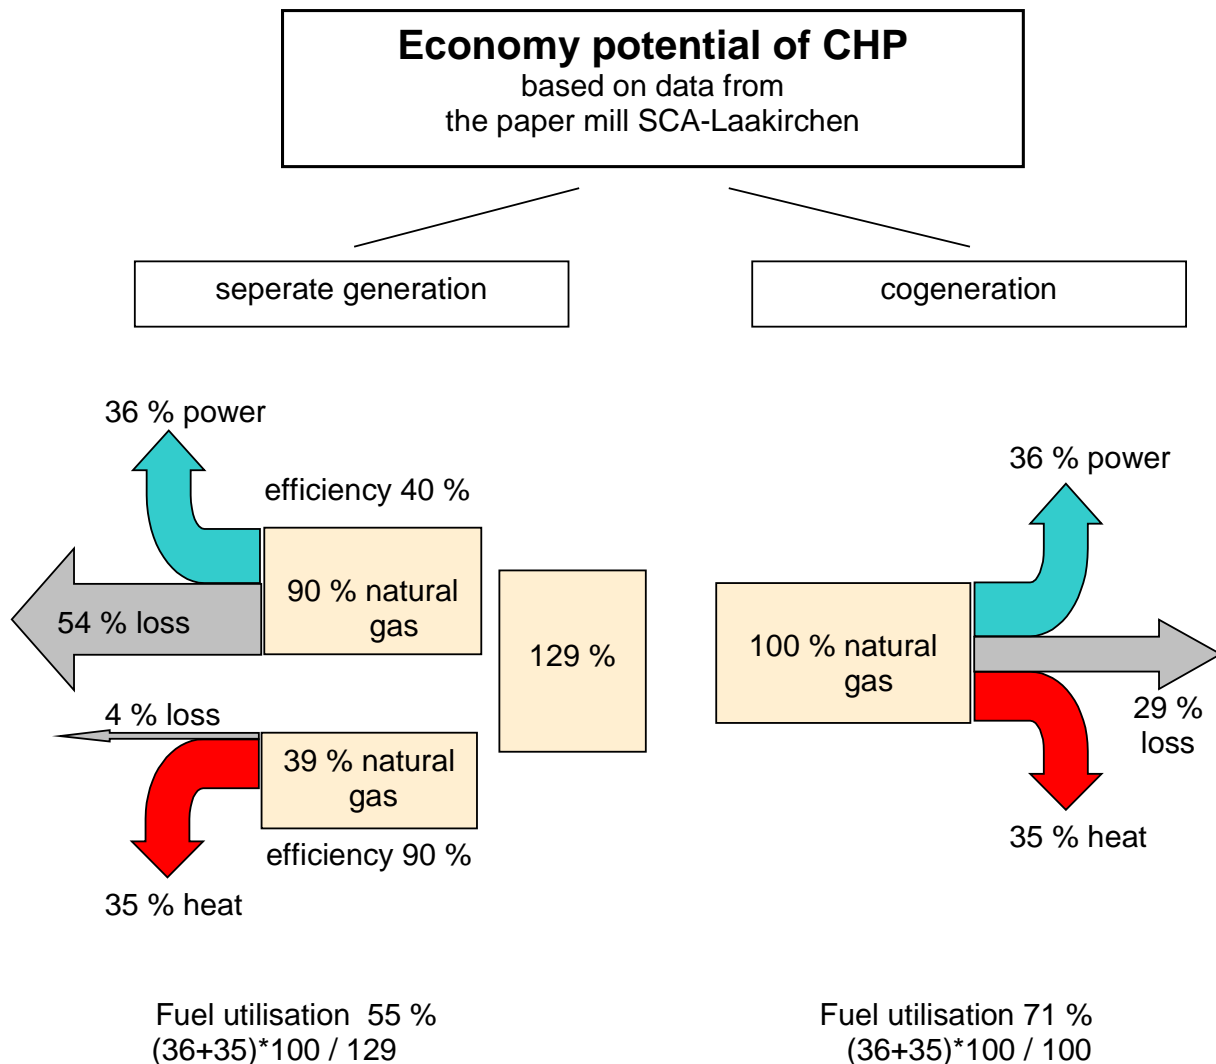 Economy potential of CHP
based on data from
the paper mill SCA-Laakirchen
seperate generation
cogeneration
36 % power
efficiency 40 %
90 % natural
gas
54 % loss
129 %
4 % loss
39 % natural
gas
efficiency 90 %
35 % heat
36 % power
100 % natural
gas
29 %
loss
35 % heat
Fuel utilisation 55 %
(36+35)*100 / 129
Fuel utilisation 71 %
(36+35)*100 / 100